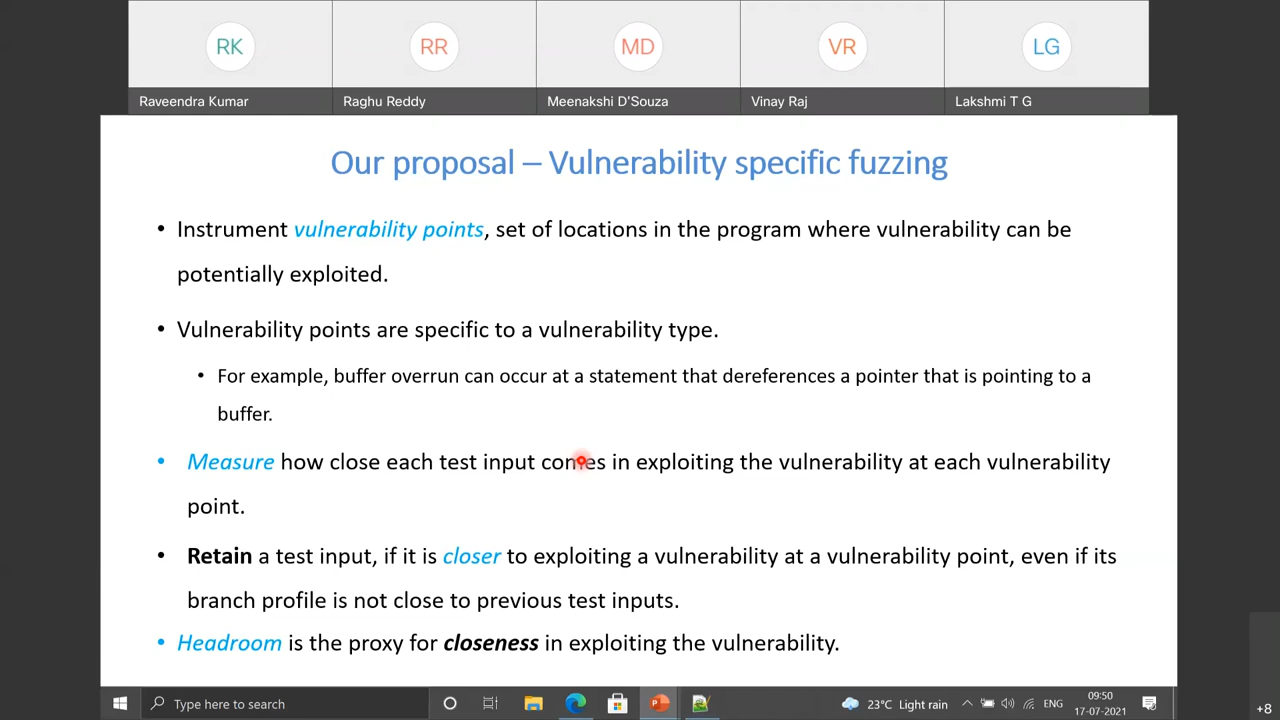 RK
RR
MD
VR
LG
Raveendra Kumar
Raghu Reddy
Meenakshi D'Souza
Vinay Raj
Lakshmi T G
Our proposal – Vulnerability specific fuzzing
• Instrument vulnerability points, set of locations in the program where vulnerability can be
potentially exploited.
• Vulnerability points are specific to a vulnerability type.
• For example, buffer overrun can occur at a statement that dereferences a pointer that is pointing to a
buffer.
• Measure how close each test input comes in exploiting the vulnerability at each vulnerability
point.
• Retain a test input, if it is closer to exploiting a vulnerability at a vulnerability point, even if its
branch profile is not close to previous test inputs.
• Headroom is the proxy for closeness in exploiting the vulnerability.
Type here to search
23°C Light rain
ENG
09:50
17-07-2021
+8